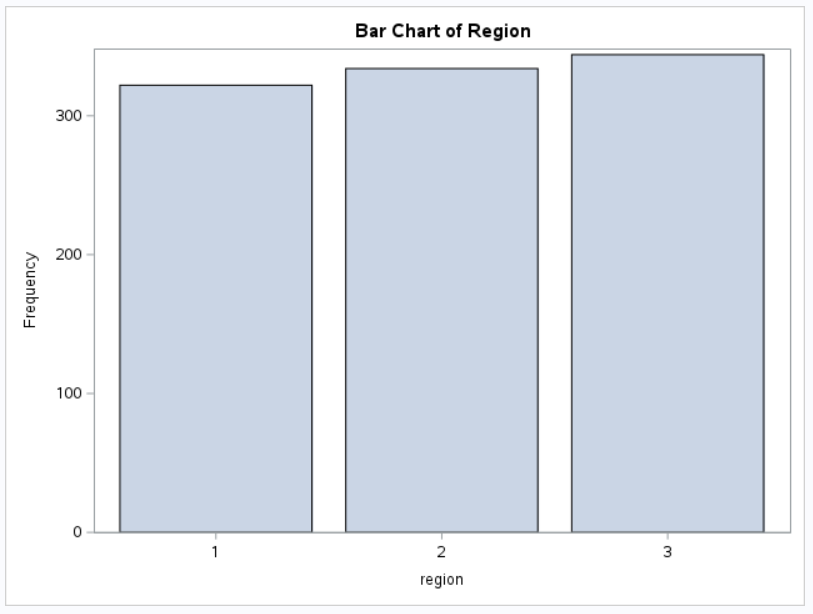 Bar Chart of Region
300
200
100
0
Frequency
1 2 3
region